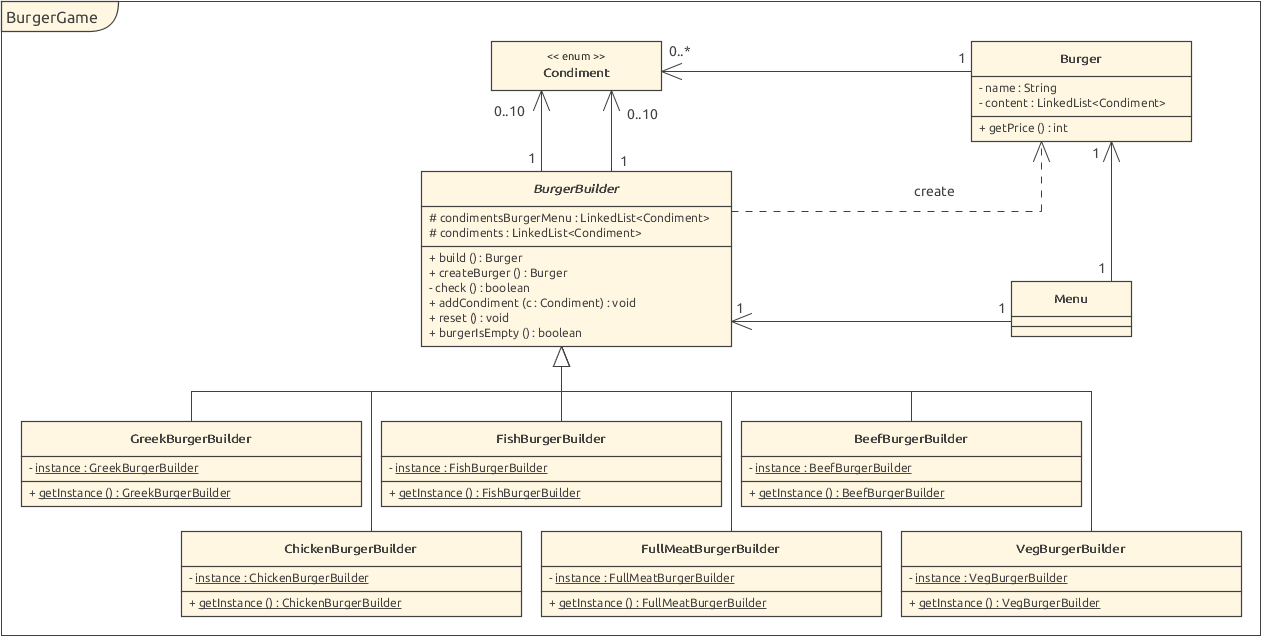 BurgerGame
<< enum >>
Condiment
0..*
1
Burger
- name : String
- content : LinkedList<Condiment>
+ getPrice () : int
0..10
0..10
1
1
1
BurgerBuilder
# condimentsBurgerMenu : LinkedList<Condiment>
# condiments : LinkedList<Condiment>
+ build () : Burger
+ createBurger () : Burger
- check () : boolean
+ addCondiment (c : Condiment) : void
+ reset () : void
+ burgerIsEmpty () : boolean
create
1
Menu
1
1
GreekBurgerBuilder
- instance : GreekBurgerBuilder
+ getInstance () : GreekBurgerBuilder
FishBurgerBuilder
- instance : FishBurgerBuilder
+ getInstance () : FishBurgerBuilder
BeefBurgerBuilder
- instance : BeefBurgerBuilder
+ getInstance () : BeefBurgerBuilder
ChickenBurgerBuilder
- instance : ChickenBurgerBuilder
+ getInstance () : ChickenBurgerBuilder
FullMeatBurgerBuilder
- instance : FullMeatBurgerBuilder
+ getInstance () : FullMeatBurgerBuilder
VegBurgerBuilder
- instance : VegBurgerBuilder
+ getInstance () : VegBurgerBuilder